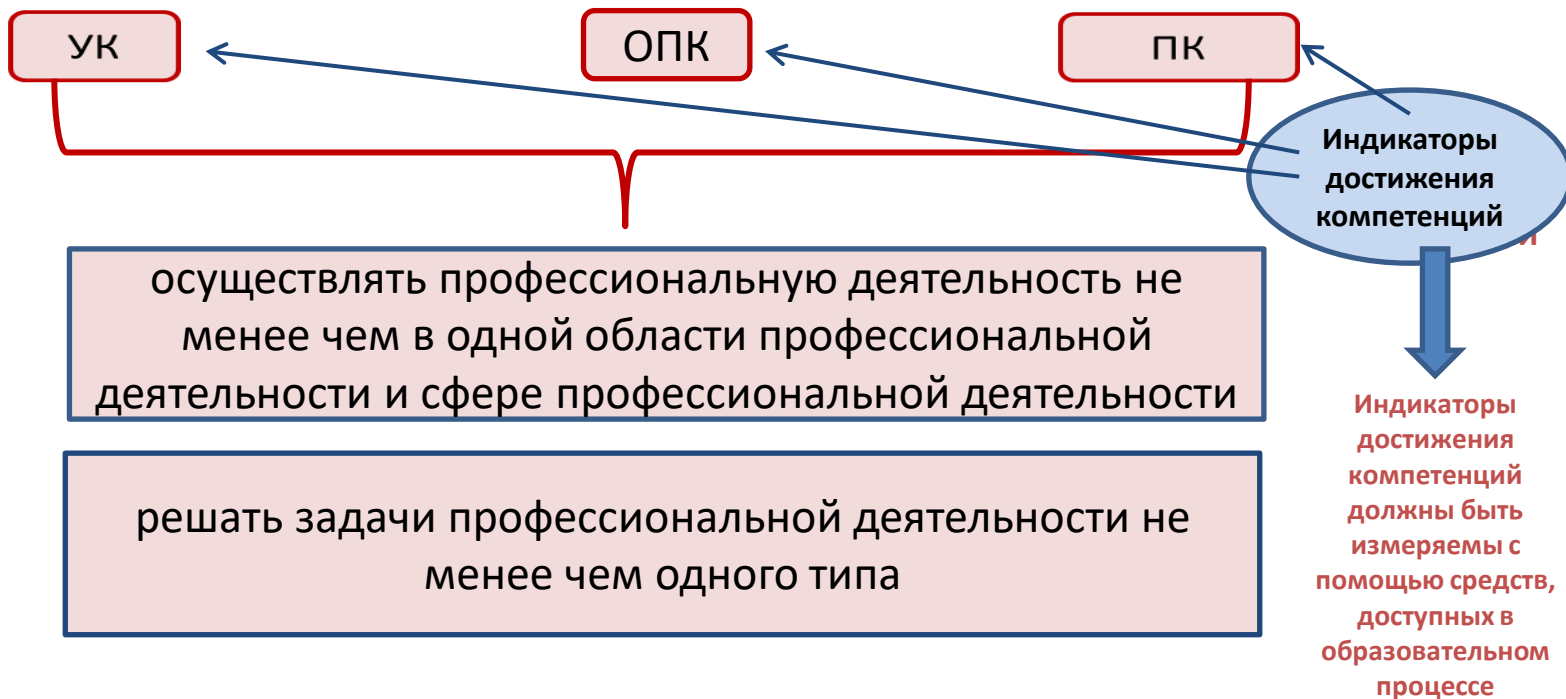 УК
ОПК
ПК
Индикаторы
достижения
компетенций
осуществлять профессиональную деятельность не
менее чем в одной области профессиональной
деятельности и сфере профессиональной деятельности
решать задачи профессиональной деятельности не
менее чем одного типа
Индикаторы
достижения
компетенций
должны быть
измеряемы с
помощью средств,
доступных в
образовательном
процессе